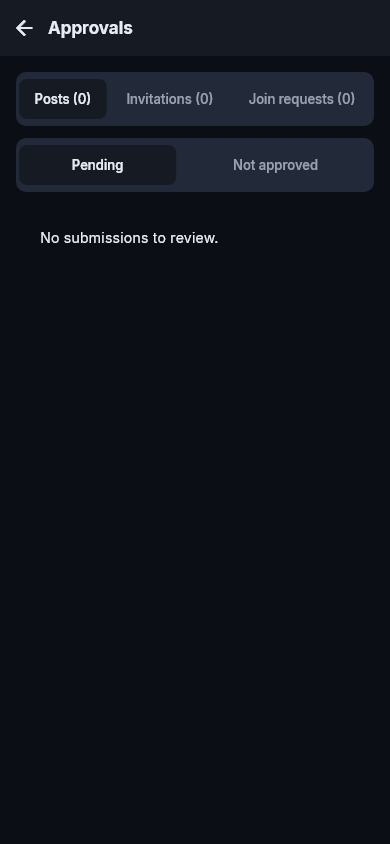 Approvals
Posts (0) Invitations (0) Join requests (0)
Pending Not approved
No submissions to review.